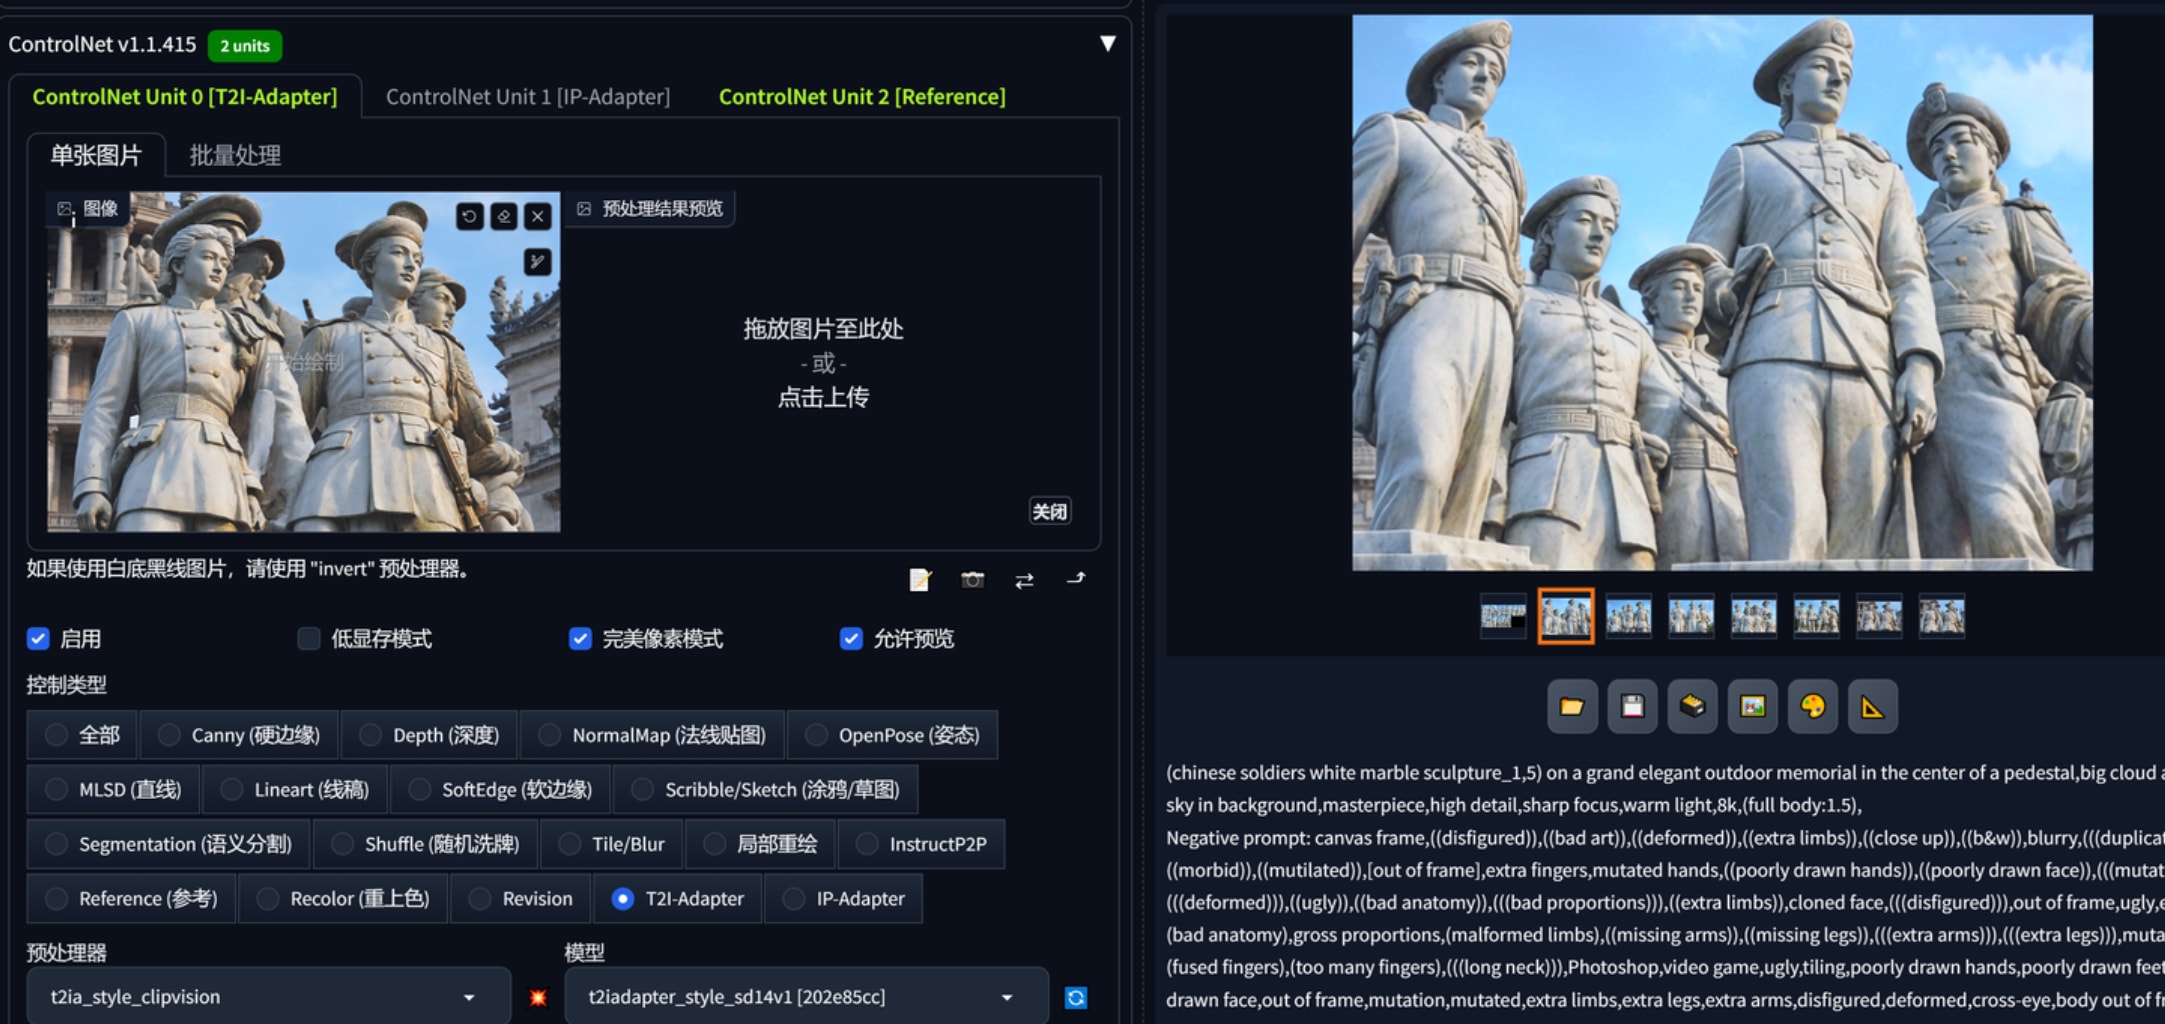 ControlNet v1.1.415 2 units
ControlNet Unit 0 [T2I-Adapter] ControlNet Unit 1 [IP-Adapter] ControlNet Unit 2 [Reference]
单张图片 批量处理
图像 预处理结果预览
开始绘制
拖放图片至此处
- 或 -
点击上传
关闭
如果使用白底黑线图片，请使用 "invert" 预处理器。
启用 低显存模式 完美像素模式 允许预览
控制类型
全部 Canny (硬边缘) Depth (深度) NormalMap (法线贴图) OpenPose (姿态)
MLSD (直线) Lineart (线稿) SoftEdge (软边缘) Scribble/Sketch (涂鸦/草图)
Segmentation (语义分割) Shuffle (随机洗牌) Tile/Blur 局部重绘 InstructP2P
Reference (参考) Recolor (重上色) Revision T2I-Adapter IP-Adapter
预处理器 模型
t2ia_style_clipvision t2iadapter_style_sd14v1 [202e85cc]
(chinese soldiers white marble sculpture_1,5) on a grand elegant outdoor memorial in the center of a pedestal,big cloud
sky in background,masterpiece,high detail,sharp focus,warm light,8k,(full body:1.5),
Negative prompt: canvas frame,((disfigured)),((bad art)),((deformed)),((extra limbs)),((close up)),((b&w)),blurry,(((duplicat
((morbid)),((mutilated)),[out of frame],extra fingers,mutated hands,((poorly drawn hands)),((poorly drawn face)),(((mutat
(((deformed))),((ugly)),((bad anatomy)),(((bad proportions))),((extra limbs)),cloned face,(((disfigured))),out of frame,ugly,
(bad anatomy),gross proportions,(malformed limbs),((missing arms)),((missing legs)),(((extra arms))),(((extra legs))),muta
(fused fingers),(too many fingers),(((long neck))),Photoshop,video game,ugly,tiling,poorly drawn hands,poorly drawn feet
drawn face,out of frame,mutation,mutated,extra limbs,extra legs,extra arms,disfigured,deformed,cross-eye,body out of